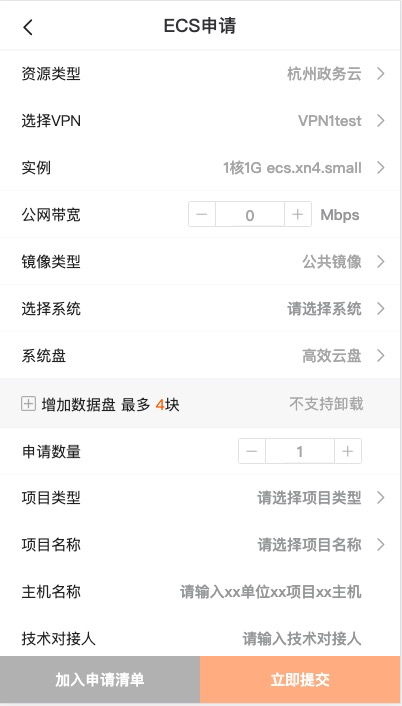 ECS申请
资源类型 杭州政务云
选择VPN VPN1test
实例 1核1G ecs.xn4.small
公网带宽 0 Mbps
镜像类型 公共镜像
选择系统 请选择系统
系统盘 高效云盘
增加数据盘 最多 4块 不支持卸载
申请数量 1
项目类型 请选择项目类型
项目名称 请选择项目名称
主机名称 请输入xx单位xx项目xx主机
技术对接人 请输入技术对接人
加入申请清单 立即提交